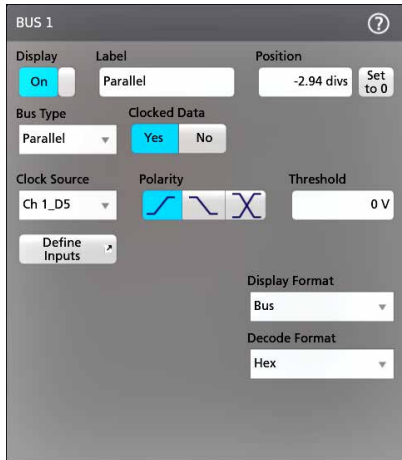 BUS 1 ?
Display Label Position
On Parallel -2.94 divs Set
to 0
Bus Type Clocked Data
Parallel Yes No
Clock Source Polarity Threshold
Ch 1_D5 0 V
Define
Inputs
Display Format
Bus
Decode Format
Hex